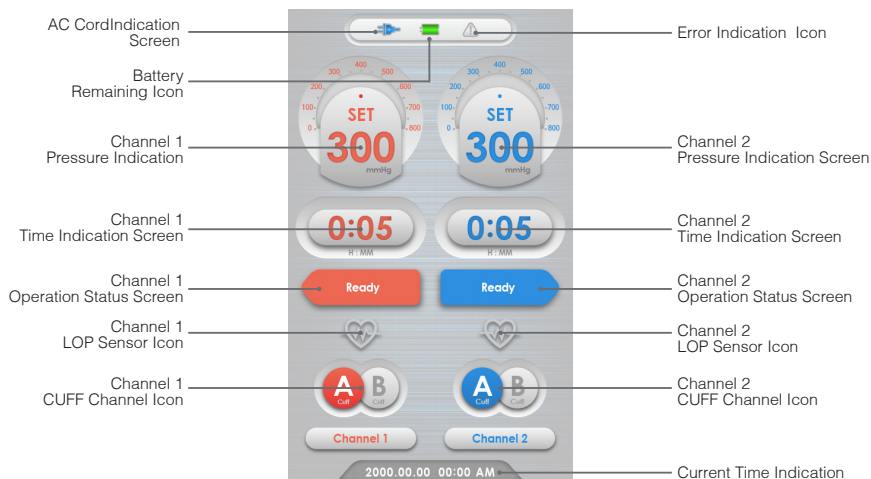 AC CordIndication
Screen
Error Indication Icon
Battery
Remaining Icon
0 100 200 300 400 500 600 700 800
0 100 200 300 400 500 600 700 800
SET
300
mmHg
SET
300
mmHg
Channel 1
Pressure Indication
Channel 2
Pressure Indication Screen
0:05
H : MM
0:05
H : MM
Channel 1
Time Indication Screen
Channel 2
Time Indication Screen
Channel 1
Operation Status Screen
Ready
Ready
Channel 2
Operation Status Screen
Channel 1
LOP Sensor Icon
Channel 2
LOP Sensor Icon
Channel 1
CUFF Channel Icon
A
Cuff
B
Cuff
A
Cuff
B
Cuff
Channel 2
CUFF Channel Icon
Channel 1
Channel 2
2000.00.00 00:00 AM
Current Time Indication